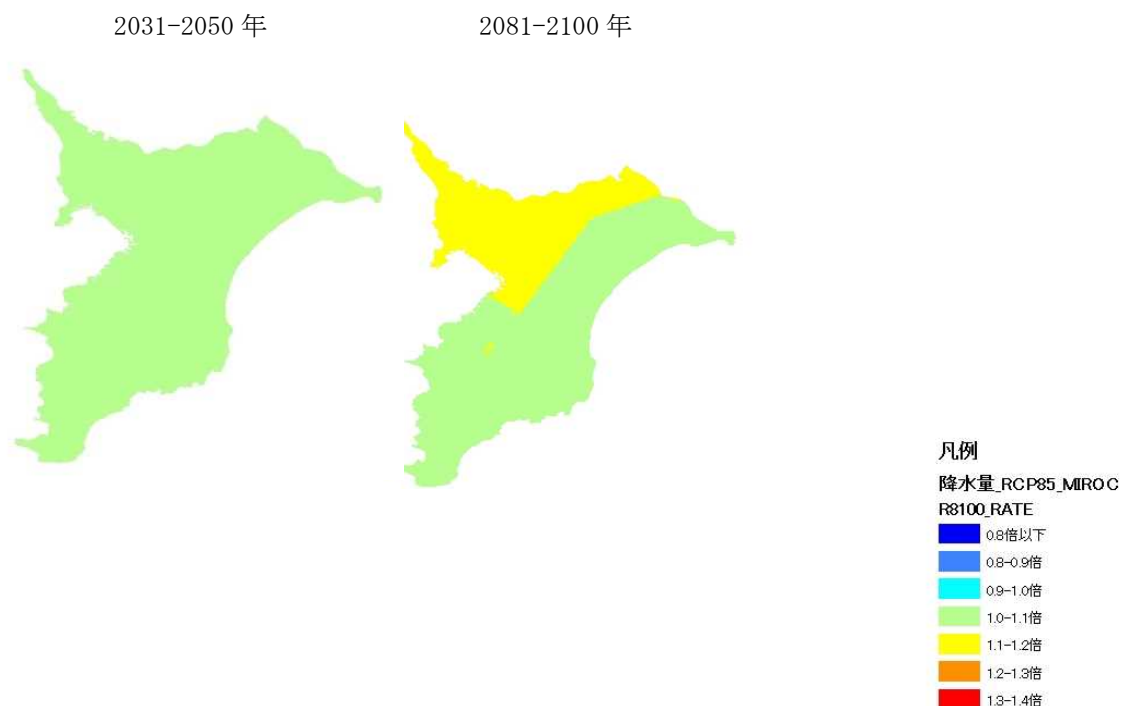 2031-2050 年
2081-2100 年
凡例
降水量_RCP85_MIROC
R8100_RATE
0.8倍以下
0.8-0.9倍
0.9-1.0倍
1.0-1.1倍
1.1-1.2倍
1.2-1.3倍
1.3-1.4倍